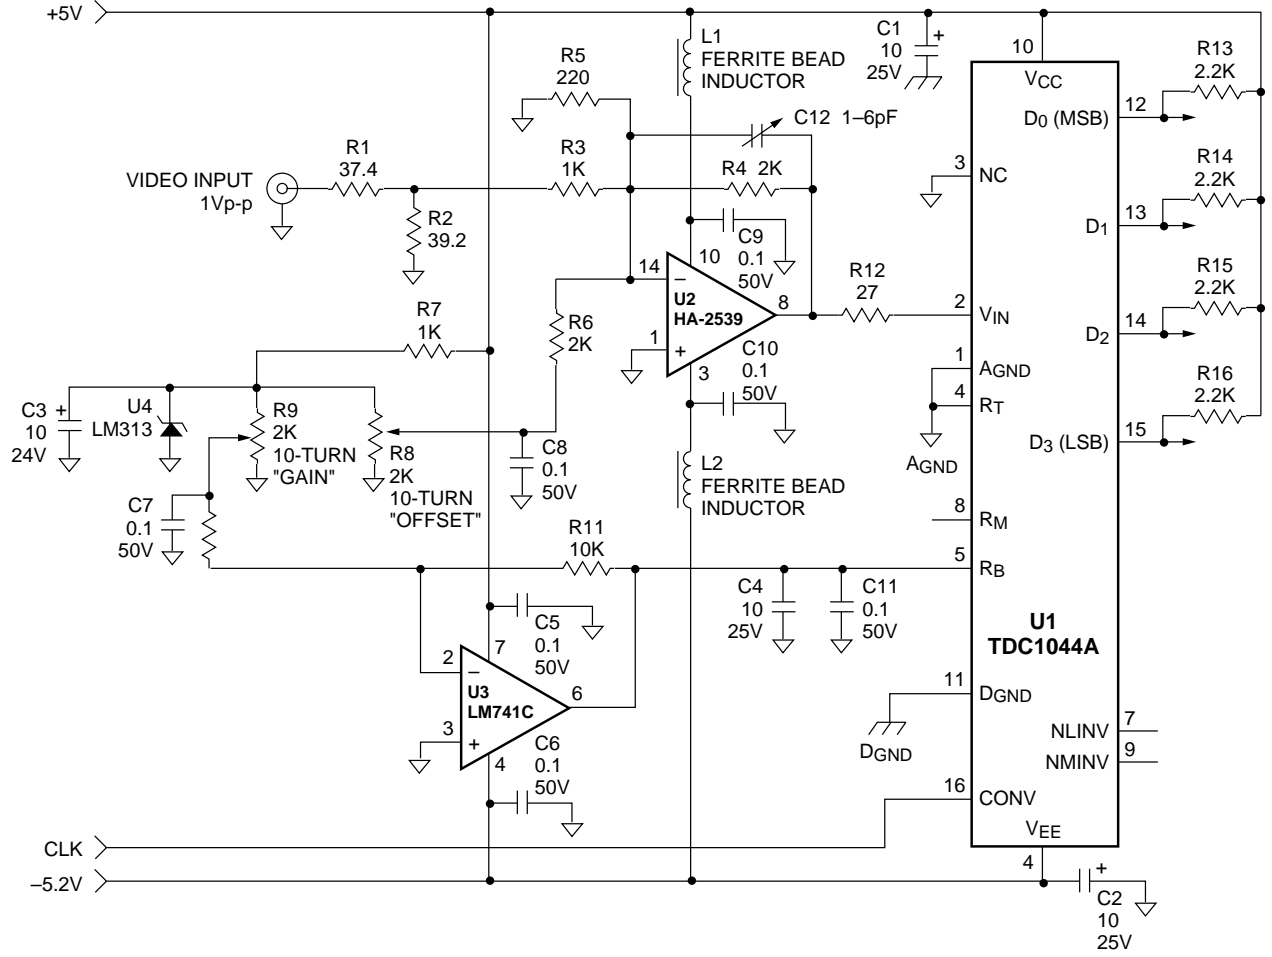 +5V
L1
FERRITE BEAD
INDUCTOR
R5
220
C1
10
25V
+
10
VCC
R13
2.2K
12
D0 (MSB)
C12 1–6pF
R1
37.4
R3
1K
R4 2K
VIDEO INPUT
1Vp-p
R2
39.2
3
NC
R14
2.2K
13
D1
C9
0.1
50V
10
14
–
U2
HA-2539
8
R12
27
2
VIN
R15
2.2K
14
D2
R7
1K
R6
2K
1
+
3
C10
0.1
50V
1
AGND
4
RT
AGND
R16
2.2K
15
D3 (LSB)
C3
10
24V
+
U4
LM313
R9
2K
10-TURN
"GAIN"
R8
2K
10-TURN
"OFFSET"
C8
0.1
50V
L2
FERRITE BEAD
INDUCTOR
C7
0.1
50V
R11
10K
8
RM
5
RB
C4
10
25V
C11
0.1
50V
U1
TDC1044A
C5
0.1
50V
7
2
–
U3
LM741C
6
3
+
4
C6
0.1
50V
11
DGND
DGND
7
NLINV
9
NMINV
16
CONV
VEE
4
CLK
–5.2V
+
C2
10
25V